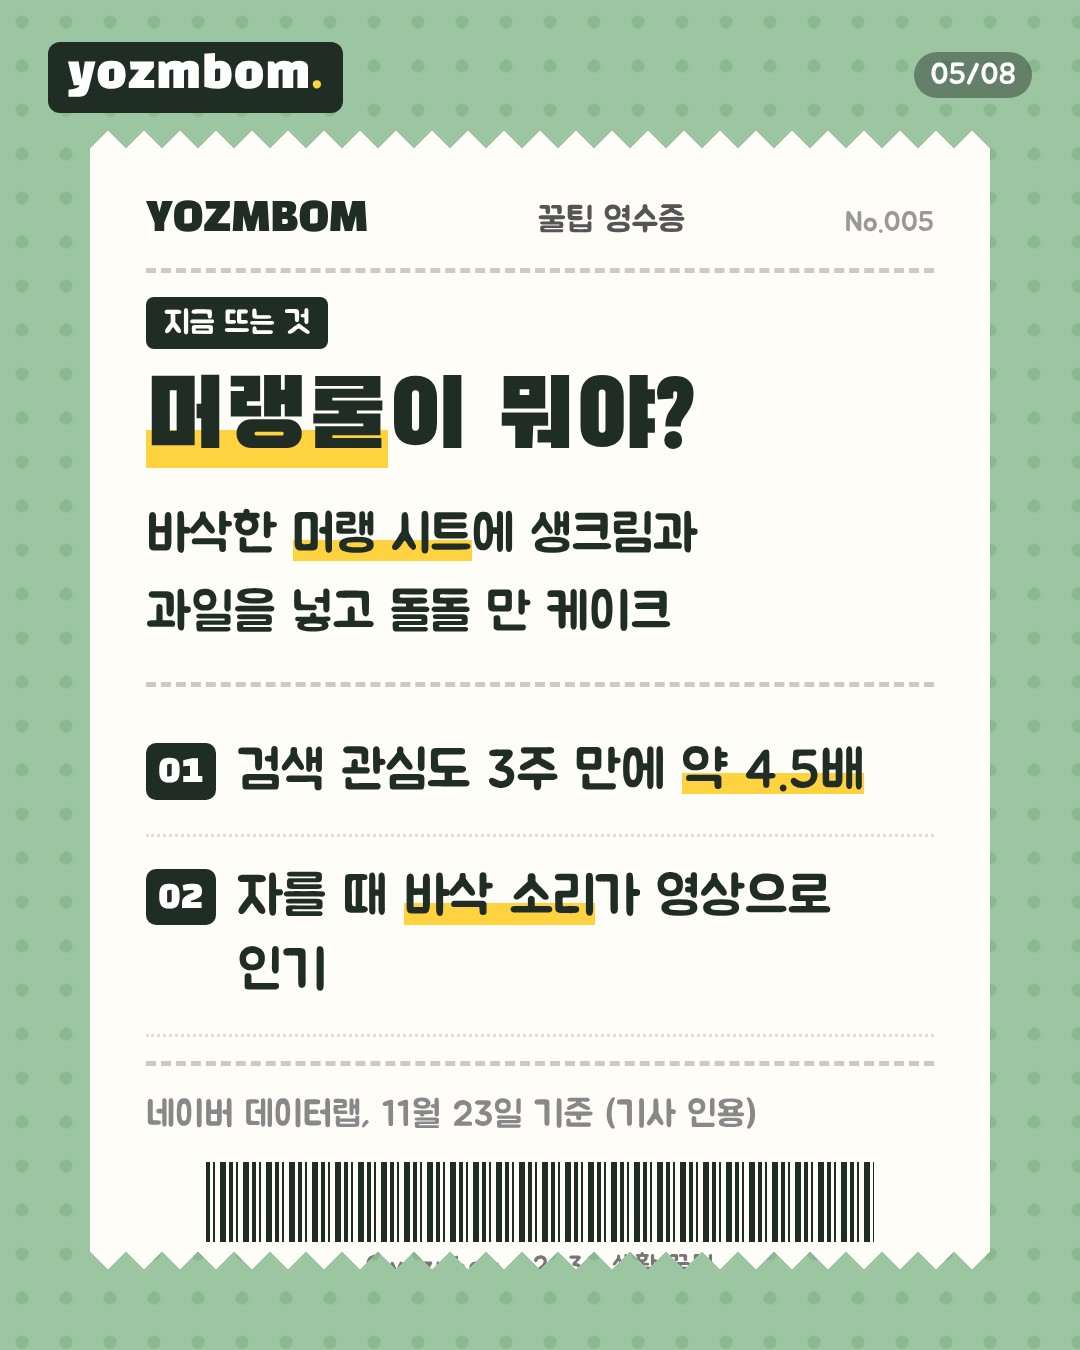 yozmbom.
05/08
YOZMBOM 꿀팁 영수증 No.005
지금 뜨는 것
머랭롤이 뭐야?
바삭한 머랭 시트에 생크림과
과일을 넣고 돌돌 만 케이크
01 검색 관심도 3주 만에 약 4.5배
02 자를 때 바삭 소리가 영상으로
인기
네이버 데이터랩, 11월 23일 기준 (기사 인용)